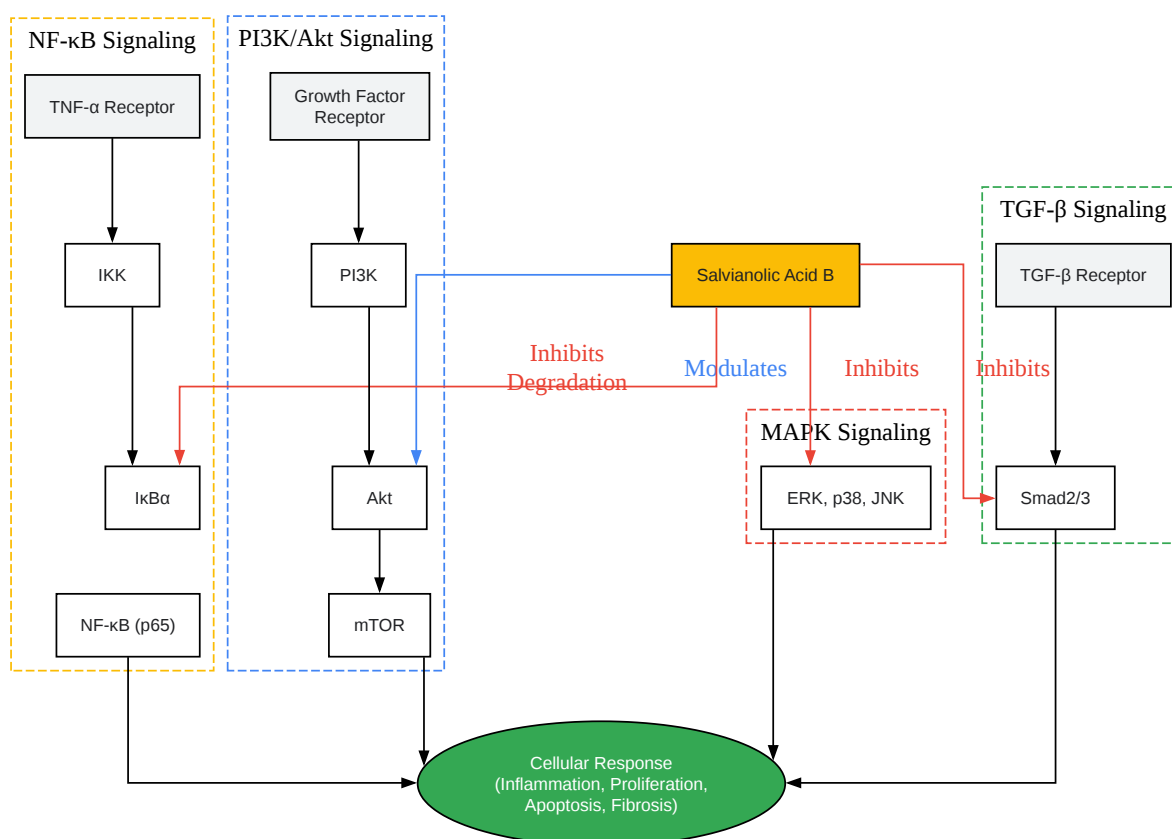 NF-κB Signaling
PI3K/Akt Signaling
TNF-α Receptor
Growth Factor
Receptor
TGF-β Signaling
IKK
PI3K
Salvianolic Acid B
TGF-β Receptor
Inhibits
Degradation
Modulates
Inhibits
Inhibits
MAPK Signaling
IκBα
Akt
ERK, p38, JNK
Smad2/3
NF-κB (p65)
mTOR
Cellular Response
(Inflammation, Proliferation,
Apoptosis, Fibrosis)